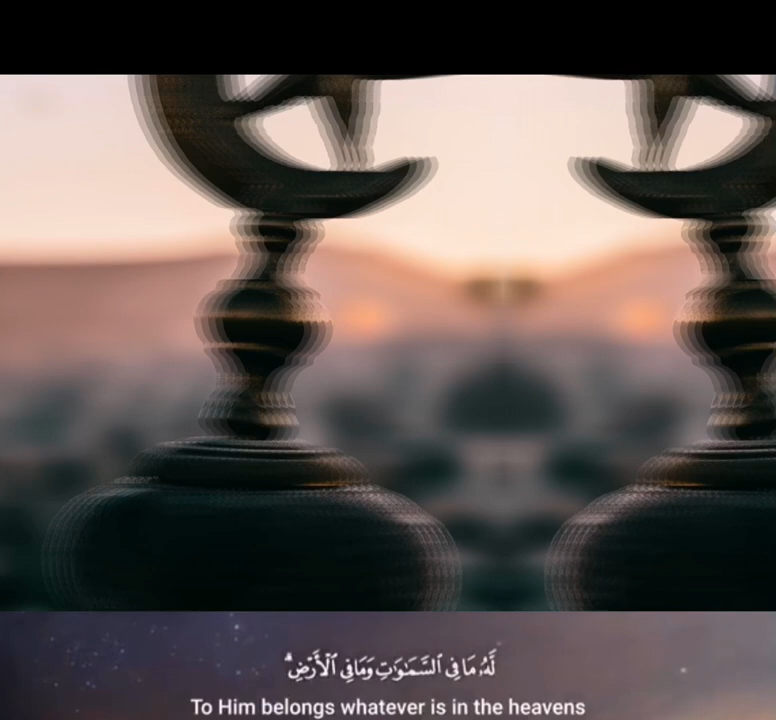 لَّهُۥ مَا فِى ٱلسَّمَـٰوَٰتِ وَمَا فِى ٱلْأَرْضِ ۗ
To Him belongs whatever is in the heavens